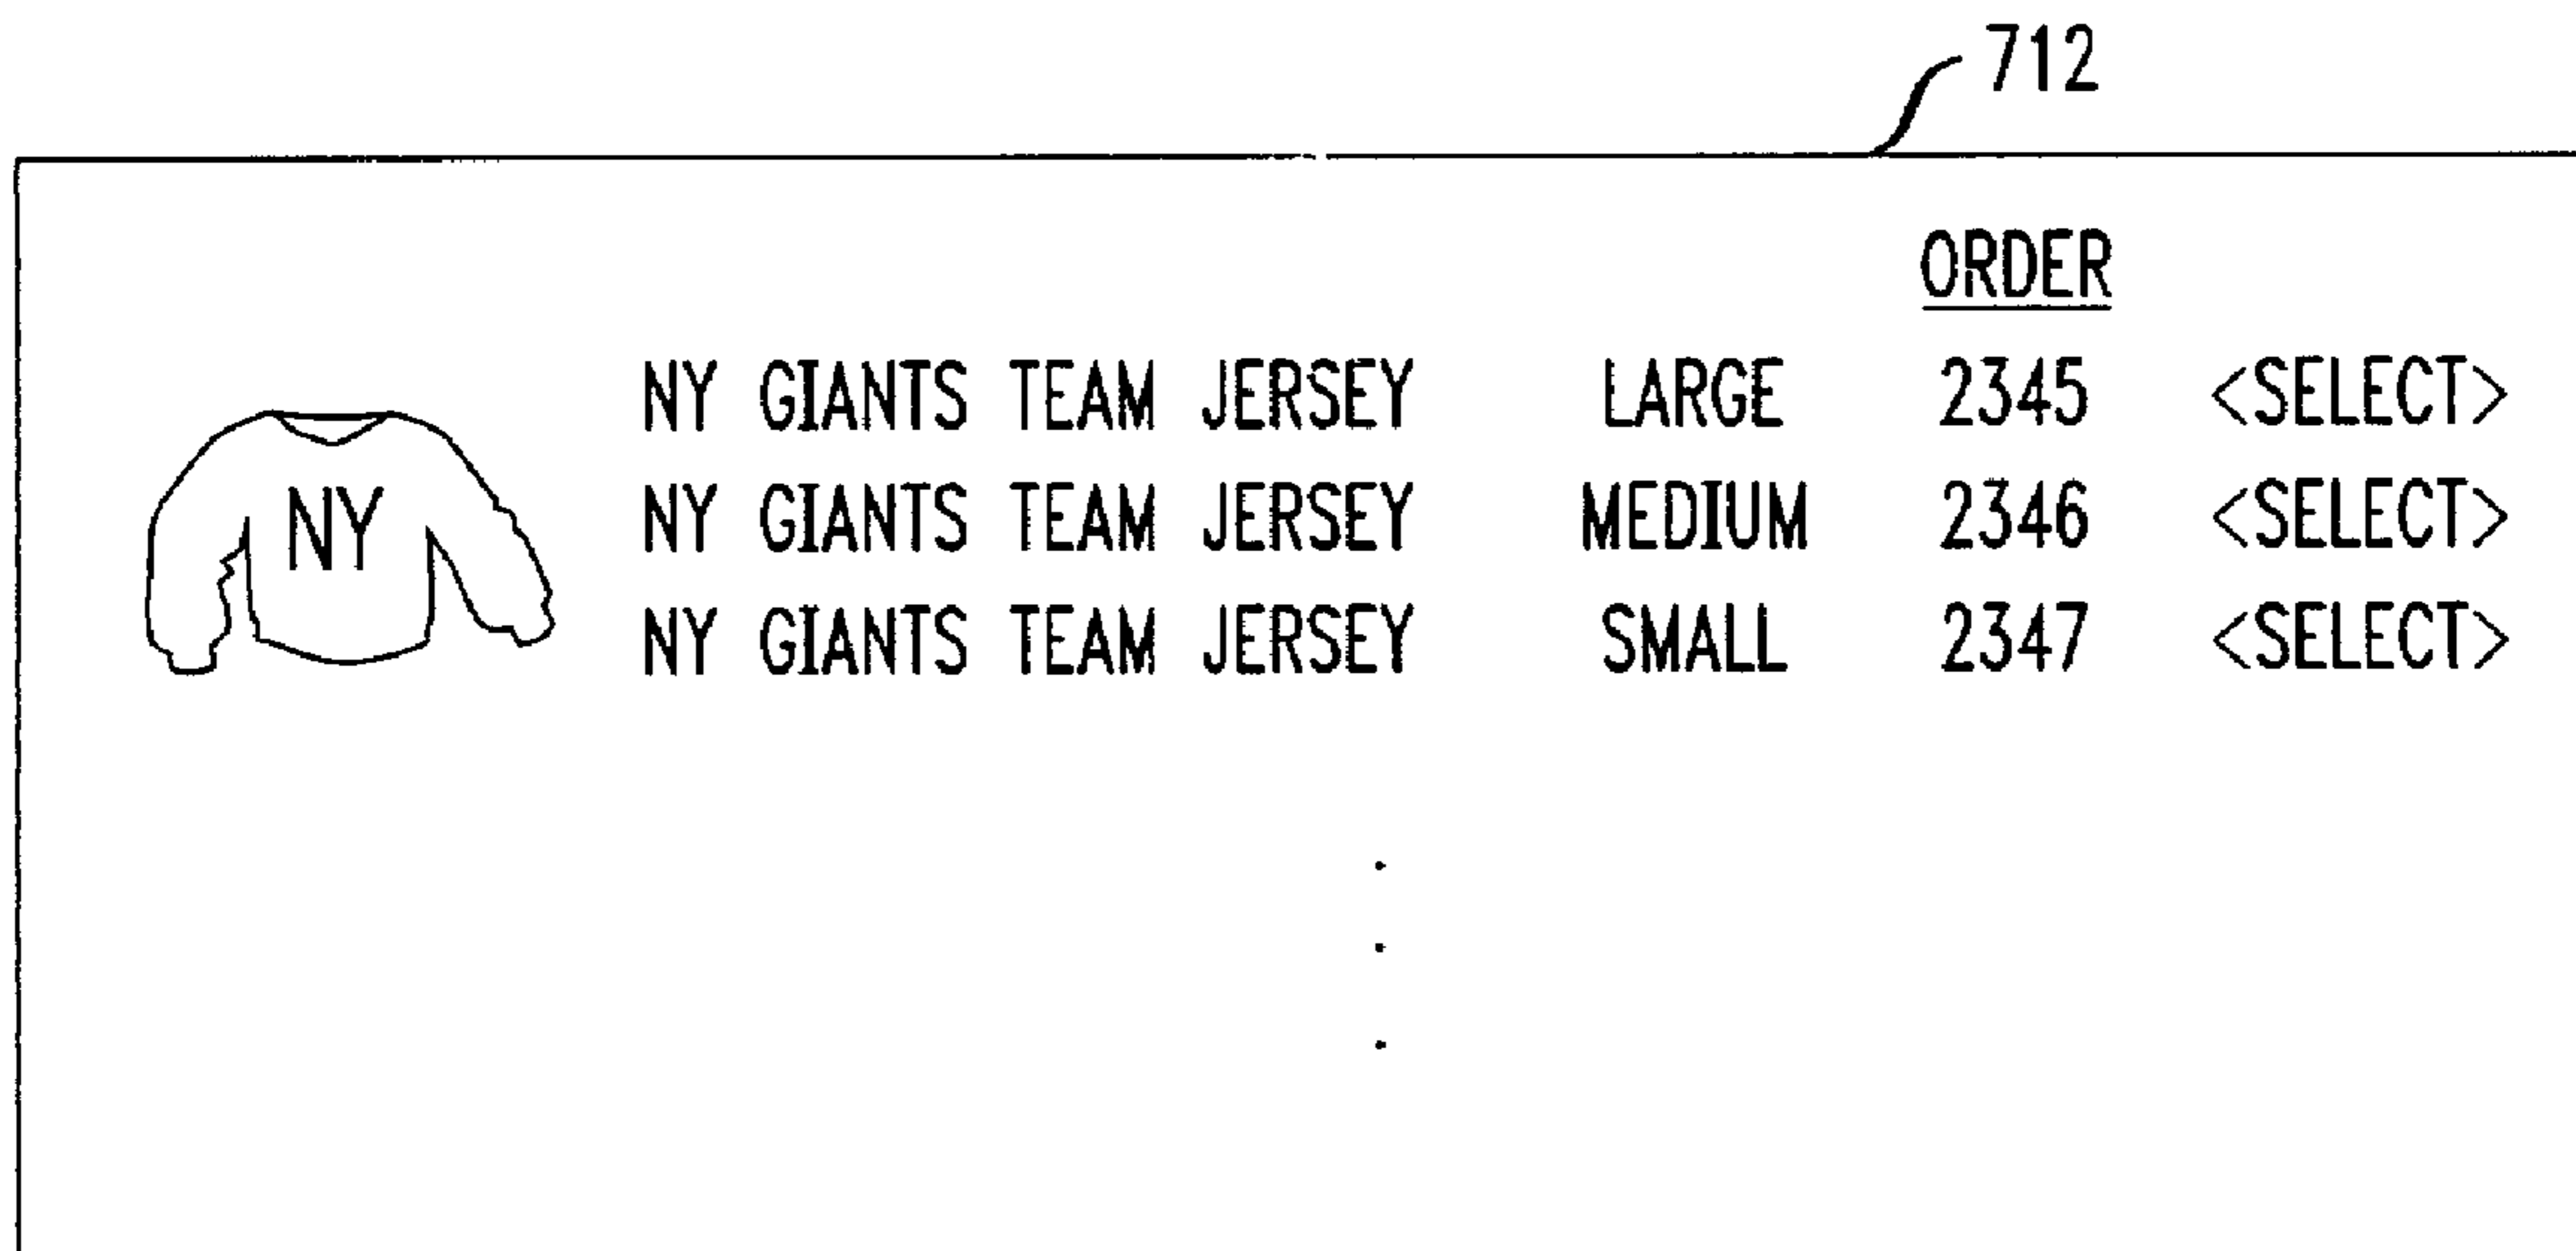 712
ORDER
NY GIANTS TEAM JERSEY LARGE 2345 <SELECT>
NY GIANTS TEAM JERSEY MEDIUM 2346 <SELECT>
NY GIANTS TEAM JERSEY SMALL 2347 <SELECT>
NY